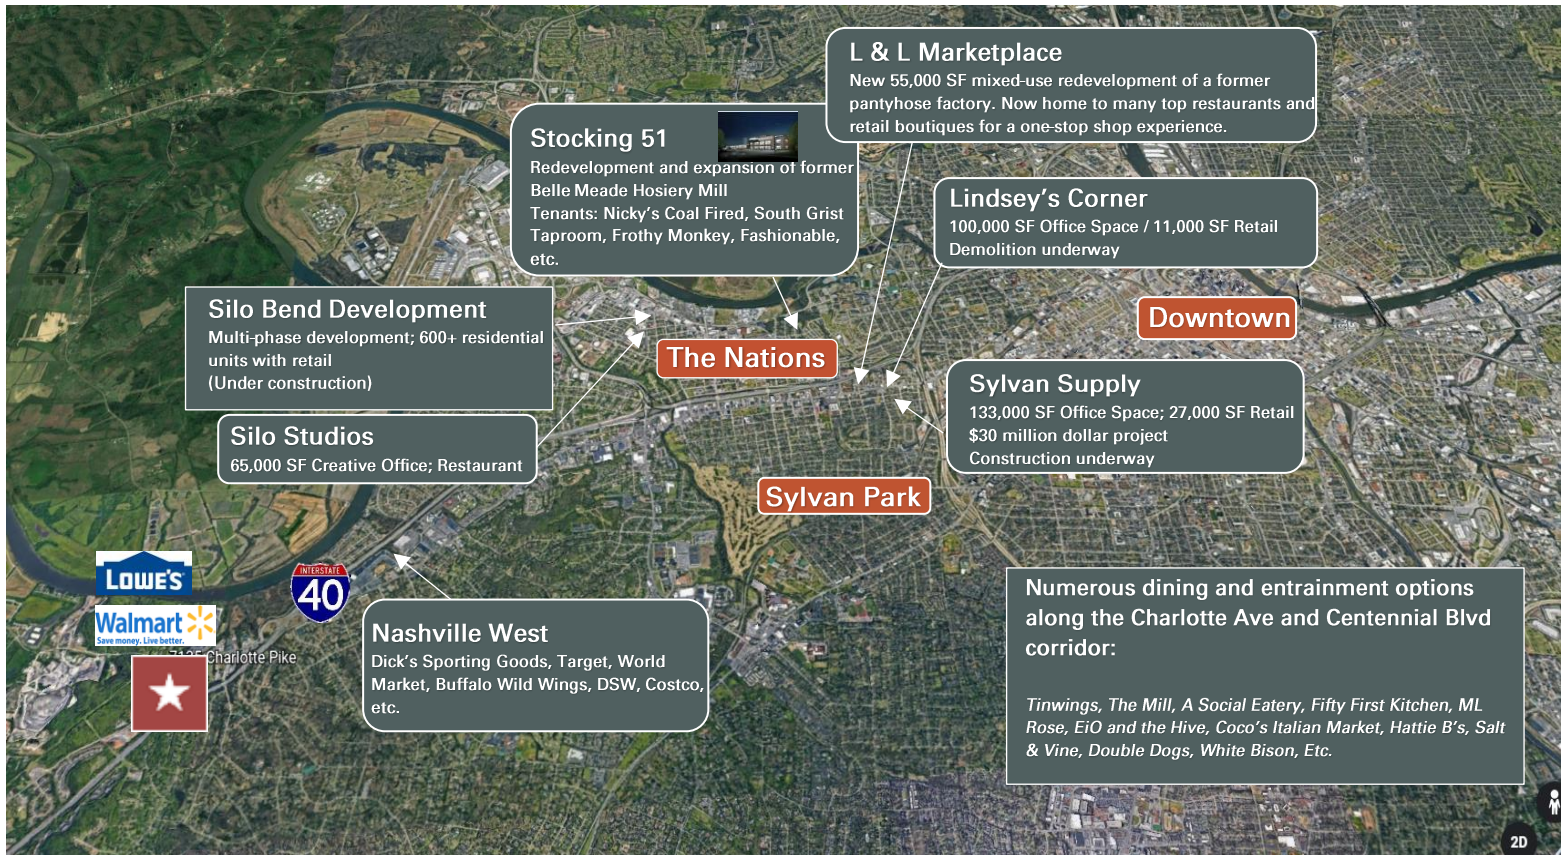 L & L Marketplace
New 55,000 SF mixed-use redevelopment of a former
pantyhose factory. Now home to many top restaurants and
retail boutiques for a one-stop shop experience.
Stocking 51
Redevelopment and expansion of former
Belle Meade Hosiery Mill
Tenants: Nicky's Coal Fired, South Grist
Taproom, Frothy Monkey, Fashionable,
etc.
Lindsey's Corner
100,000 SF Office Space / 11,000 SF Retail
Demolition underway
Silo Bend Development
Multi-phase development; 600+ residential
units with retail
(Under construction)
Downtown
The Nations
Sylvan Supply
133,000 SF Office Space; 27,000 SF Retail
$30 million dollar project
Construction underway
Silo Studios
65,000 SF Creative Office; Restaurant
Sylvan Park
LOWE'S
INTERSTATE
40
Walmart
Save money. Live better.
7135 Charlotte Pike
Nashville West
Dick's Sporting Goods, Target, World
Market, Buffalo Wild Wings, DSW, Costco,
etc.
Numerous dining and entrainment options
along the Charlotte Ave and Centennial Blvd
corridor:
Tinwings, The Mill, A Social Eatery, Fifty First Kitchen, ML
Rose, EiO and the Hive, Coco's Italian Market, Hattie B's, Salt
& Vine, Double Dogs, White Bison, Etc.
2D